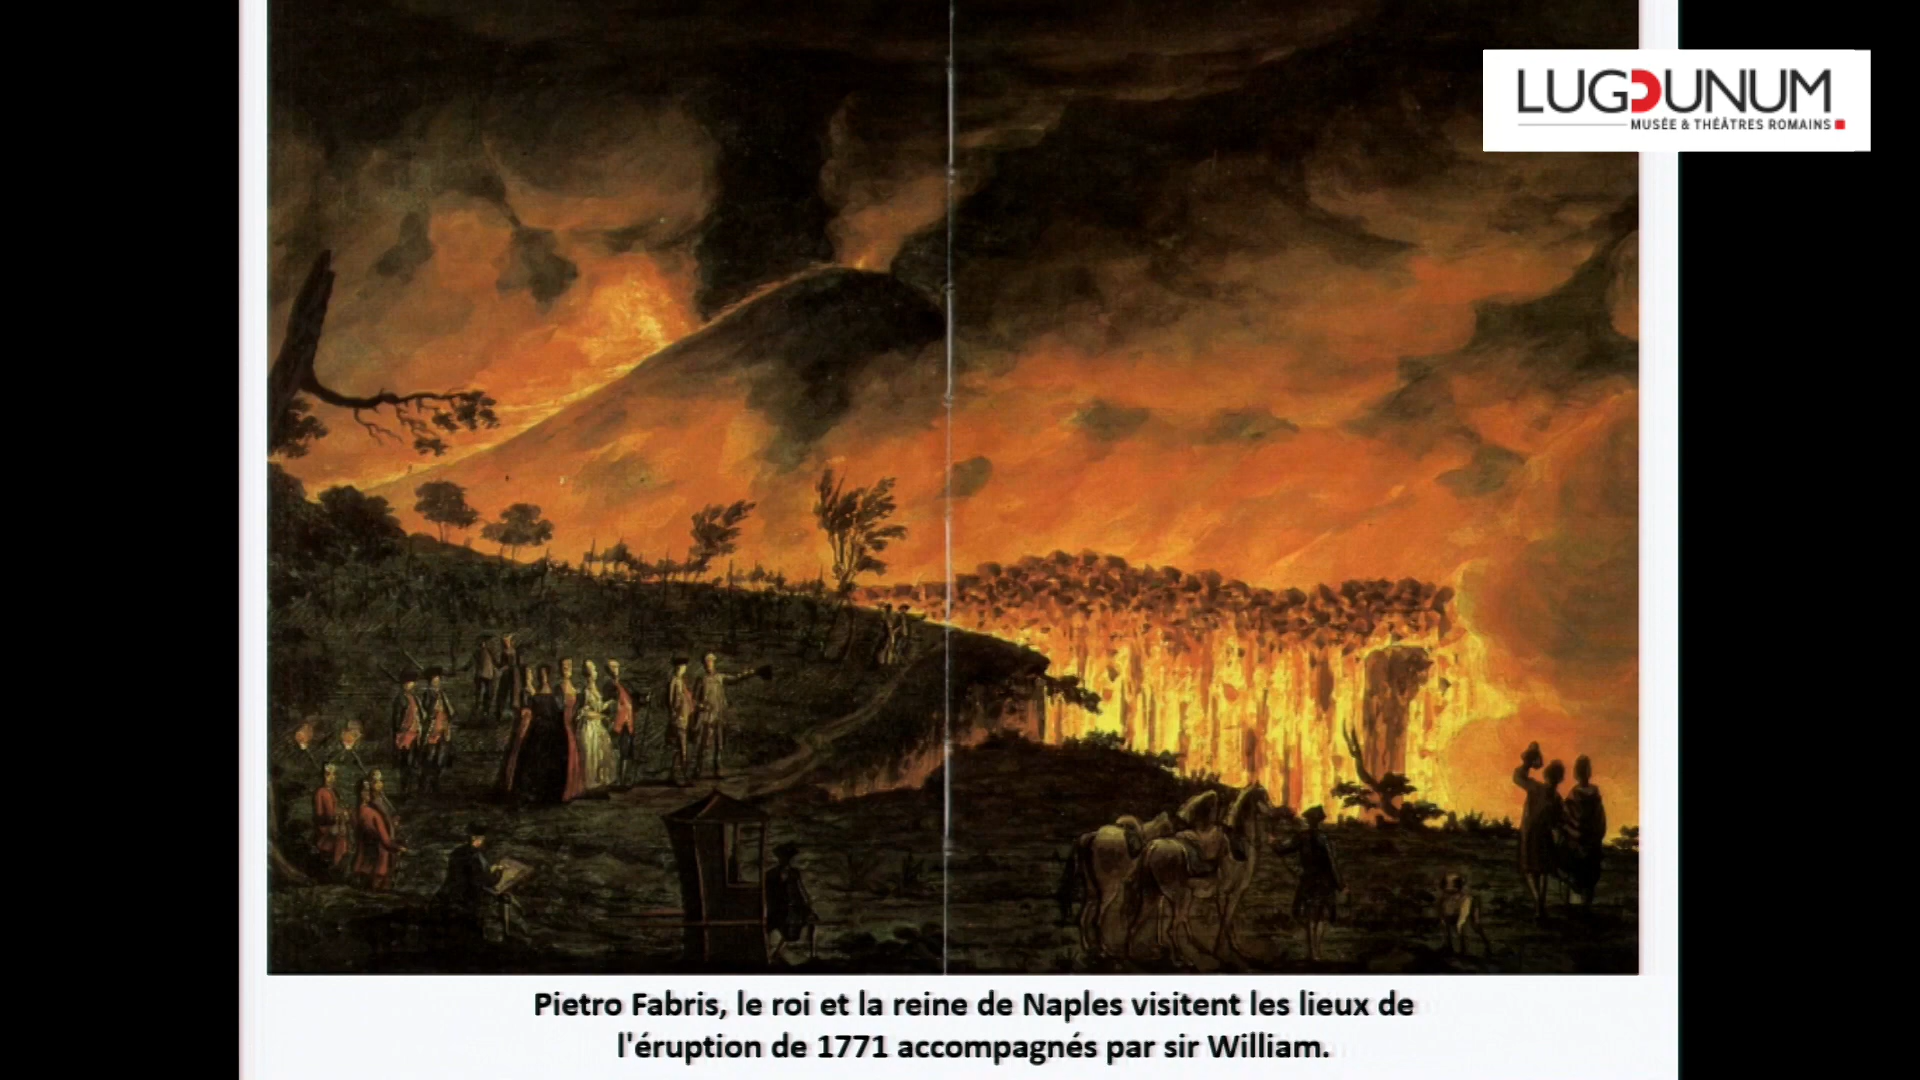 LUGDUNUM
MUSÉE & THÉÂTRES ROMAINS
Pietro Fabris, le roi et la reine de Naples visitent les lieux de
l'éruption de 1771 accompagnés par sir William.